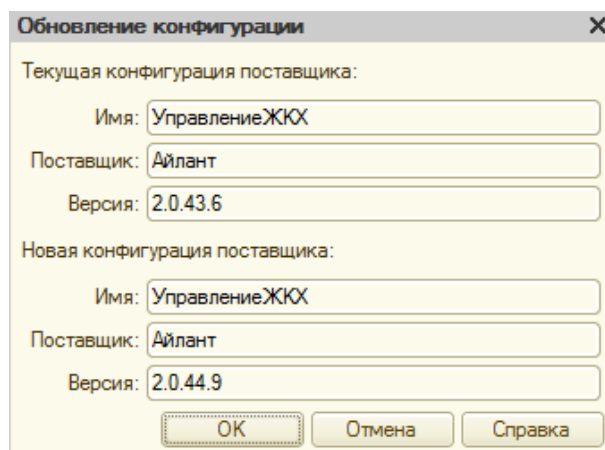 Обновление конфигурации
Текущая конфигурация поставщика:
Имя: УправлениеЖКХ
Поставщик: Айлант
Версия: 2.0.43.6
Новая конфигурация поставщика:
Имя: УправлениеЖКХ
Поставщик: Айлант
Версия: 2.0.44.9
ОК Отмена Справка